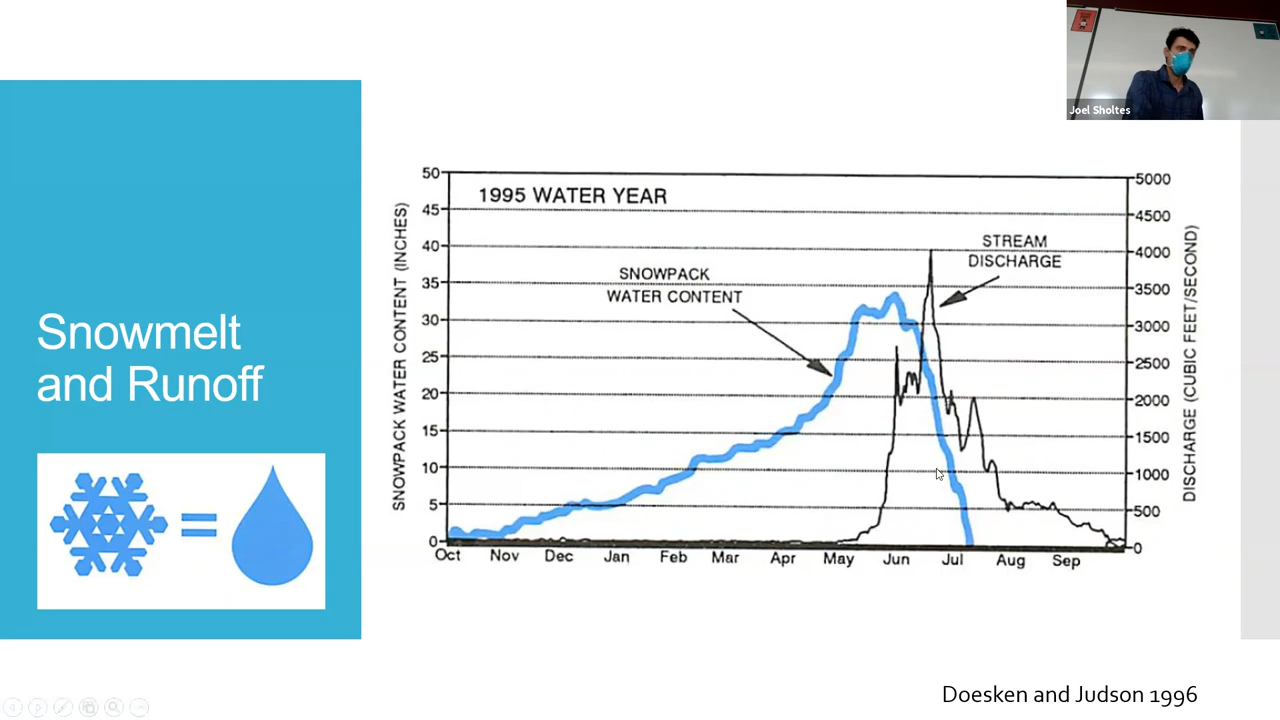 Joel Sholtes
Snowmelt
and Runoff
=
1995 WATER YEAR
SNOWPACK
WATER CONTENT
STREAM
DISCHARGE
SNOWPACK WATER CONTENT (INCHES)
50
45
40
35
30
25
20
15
10
5
0
5000
4500
4000
3500
3000
2500
2000
1500
1000
500
0
DISCHARGE (CUBIC FEET/SECOND)
Oct Nov Dec Jan Feb Mar Apr May Jun Jul Aug Sep
Doesken and Judson 1996